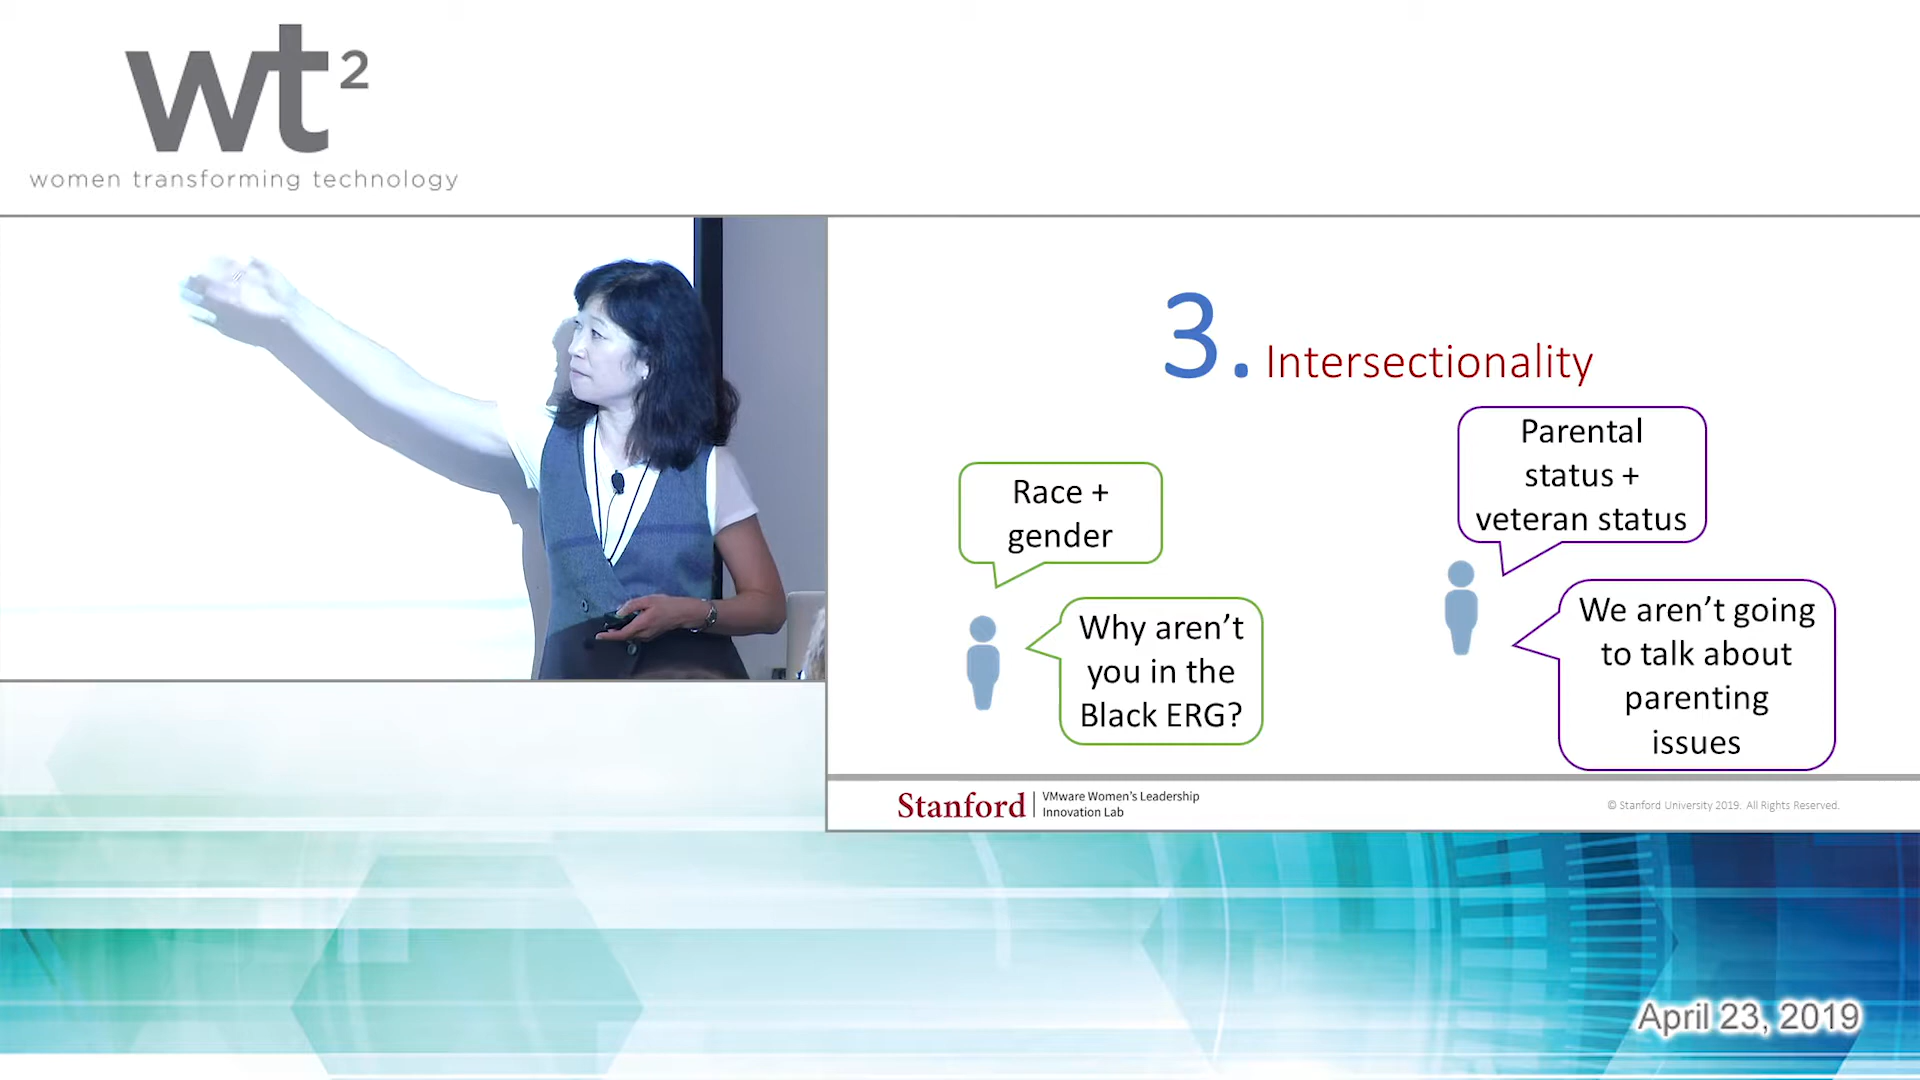 wt²
women transforming technology
3. Intersectionality
Race +
gender
Why aren't
you in the
Black ERG?
Parental
status +
veteran status
We aren't going
to talk about
parenting
issues
Stanford
VMware Women's Leadership
Innovation Lab
© Stanford University 2019. All Rights Reserved.
April 23, 2019